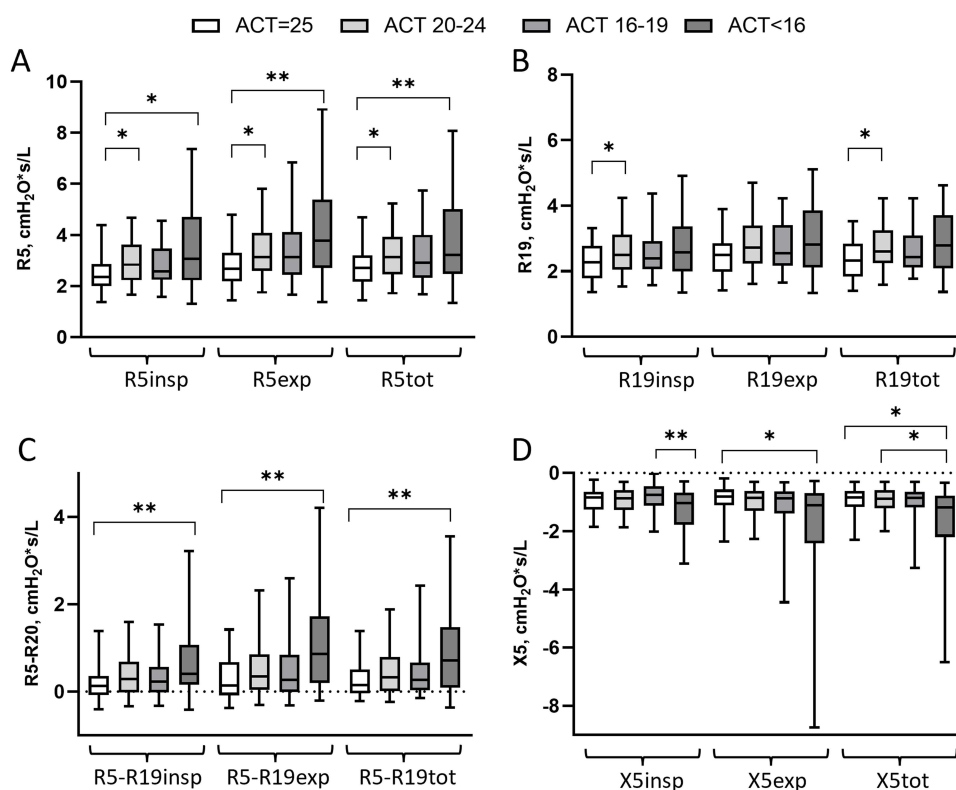 ACT=25 ACT 20-24 ACT 16-19 ACT<16
A
R5, cmH₂O*s/L
10
8
6
4
2
0
* * ** * ** *
R5insp R5exp R5tot
B
R19, cmH₂O*s/L
8
6
4
2
0
* *
R19insp R19exp R19tot
C
R5-R20, cmH₂O*s/L
4
2
0
** ** **
R5-R19insp R5-R19exp R5-R19tot
D
X5, cmH₂O*s/L
0
-2
-4
-6
-8
** * * *
X5insp X5exp X5tot